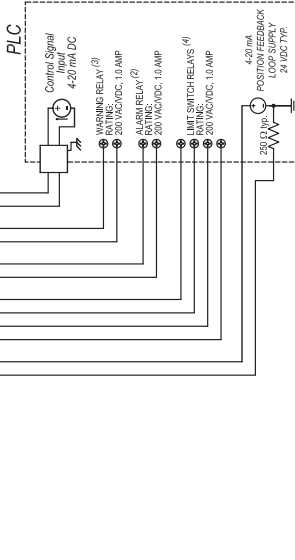 PLC
Control Signal
Input
4-20 mA DC
WARNING RELAY (3)
RATING:
200 VAC/VDC, 1.0 AMP
ALARM RELAY (2)
RATING:
200 VAC/VDC, 1.0 AMP
LIMIT SWITCH RELAYS (4)
RATING:
200 VAC/VDC, 1.0 AMP
4-20 mA
POSITION FEEDBACK
LOOP SUPPLY
24 VDC TYP.
250 Ω typ.